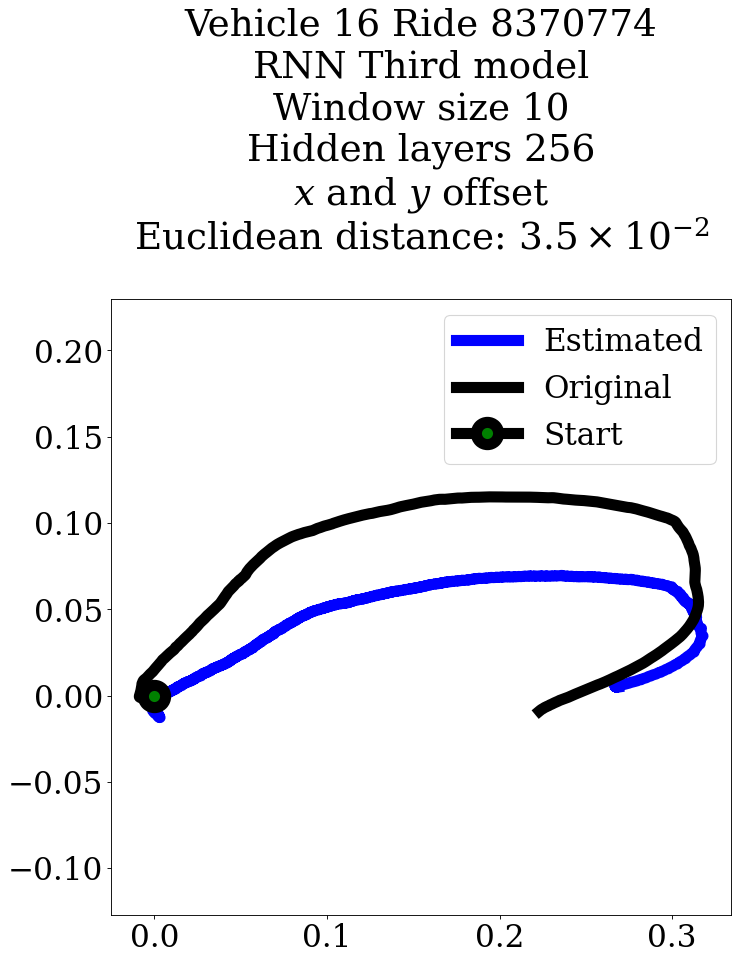 Vehicle 16 Ride 8370774
RNN Third model
Window size 10
Hidden layers 256
x and y offset
Euclidean distance: 3.5 × 10⁻²
Estimated
Original
Start
0.20
0.15
0.10
0.05
0.00
−0.05
−0.10
0.0 0.1 0.2 0.3